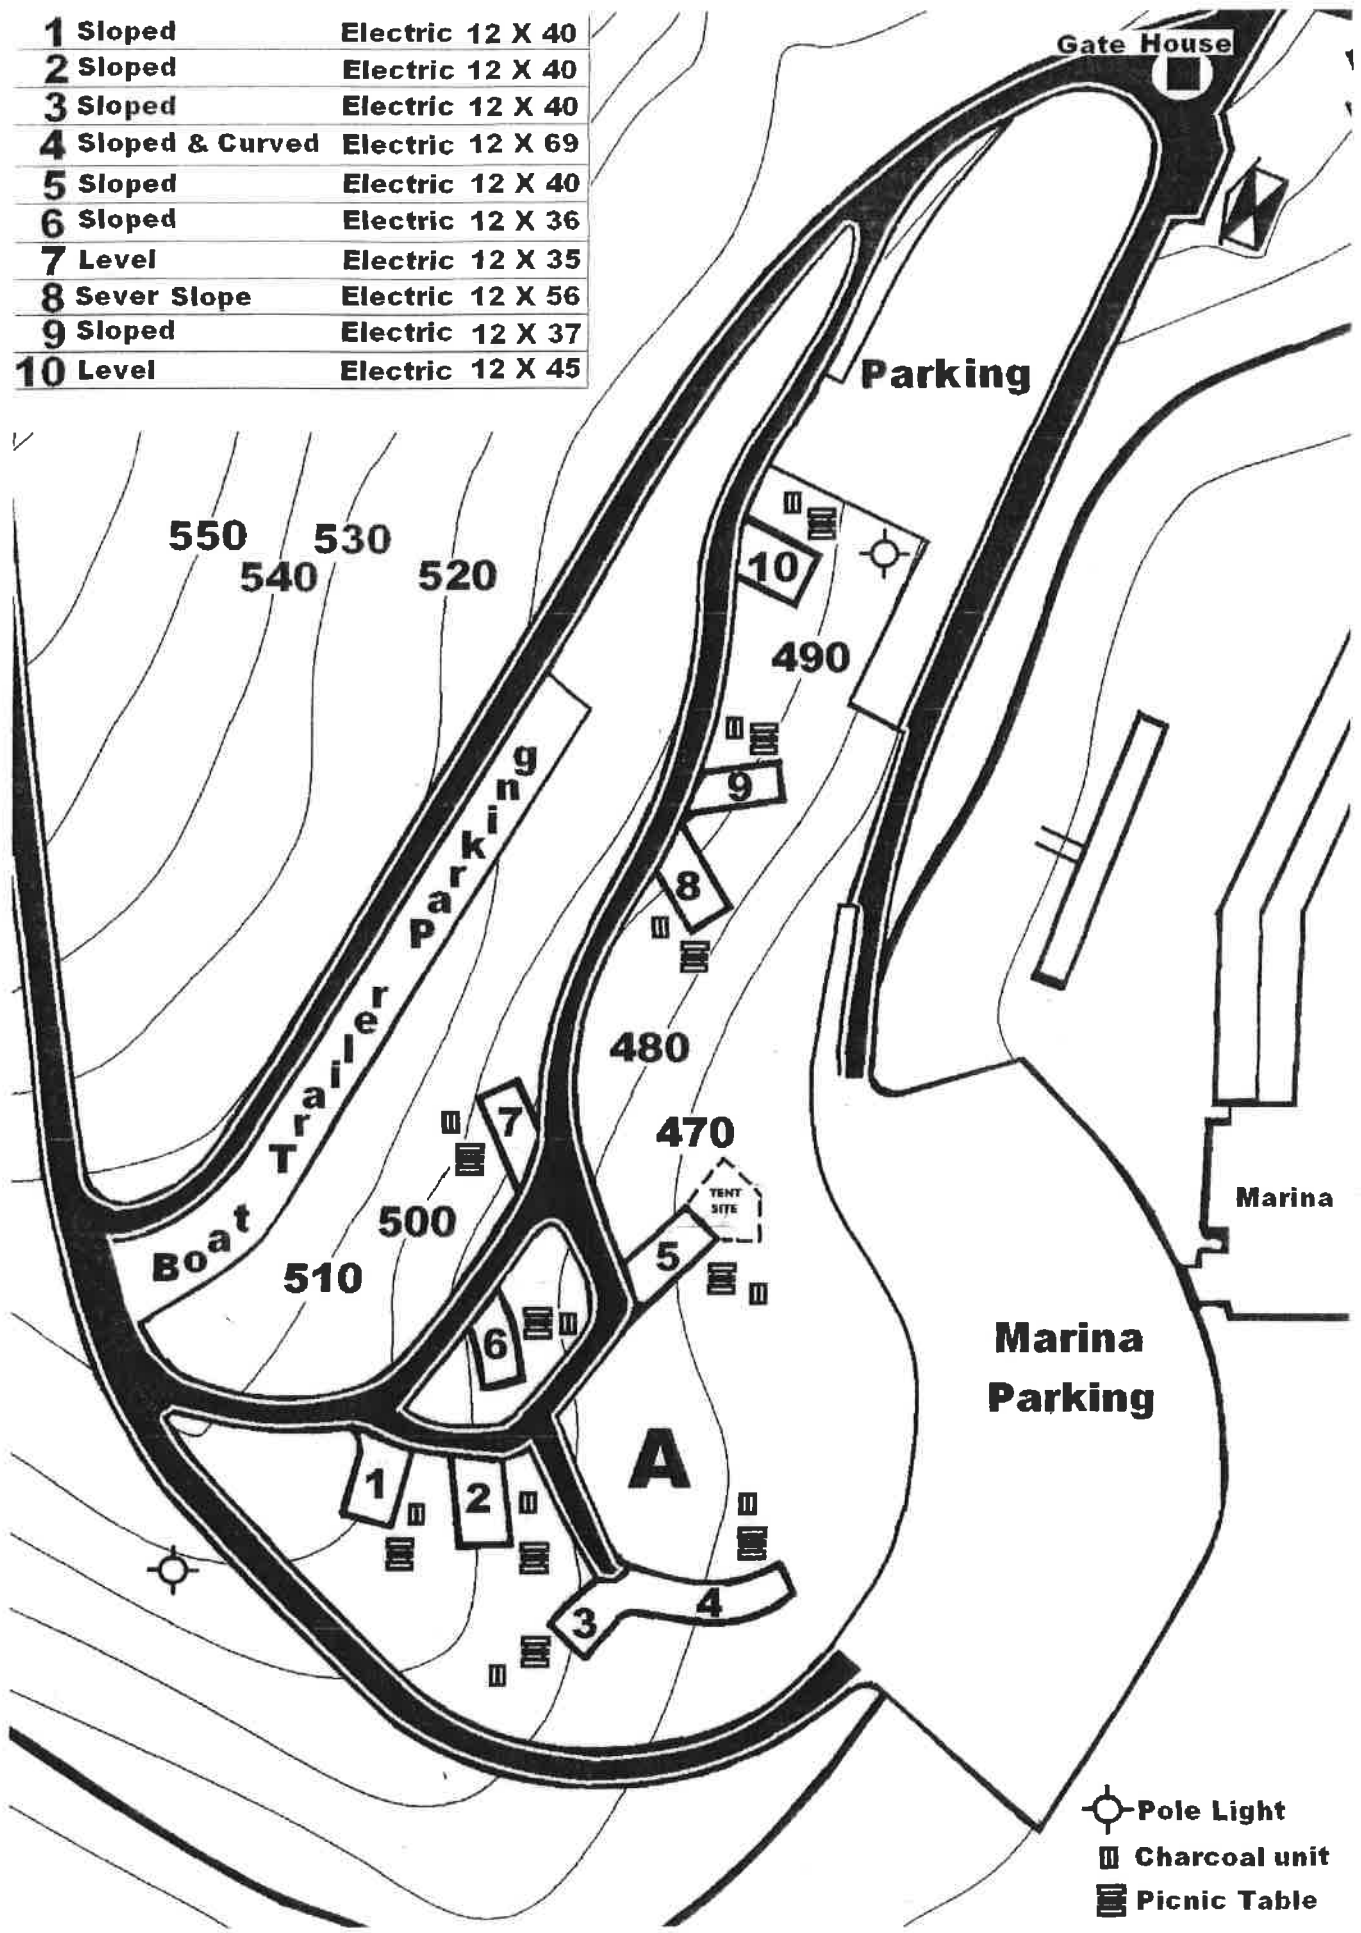 1 Sloped Electric 12 X 40
2 Sloped Electric 12 X 40
3 Sloped Electric 12 X 40
4 Sloped & Curved Electric 12 X 69
5 Sloped Electric 12 X 40
6 Sloped Electric 12 X 36
7 Level Electric 12 X 35
8 Sever Slope Electric 12 X 56
9 Sloped Electric 12 X 37
10 Level Electric 12 X 45
Gate House
Parking
550
540
530
520
10
490
9
8
Boat Trailer Parking
480
7
470
TENT
SITE
500
5
510
6
Marina
Marina
Parking
A
1
2
3
4
Pole Light
Charcoal unit
Picnic Table